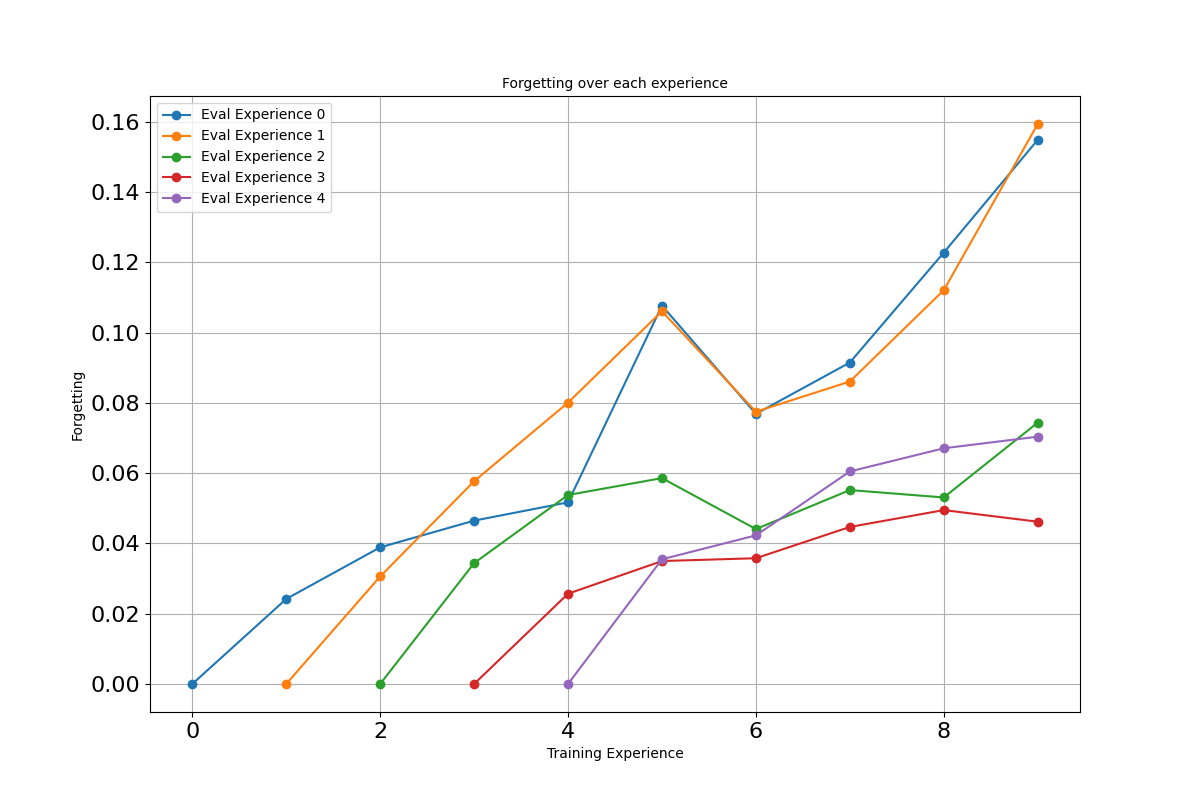 Forgetting over each experience
Eval Experience 0
Eval Experience 1
Eval Experience 2
Eval Experience 3
Eval Experience 4
0.16
0.14
0.12
0.10
0.08
0.06
0.04
0.02
0.00
Forgetting
0 2 4 6 8
Training Experience